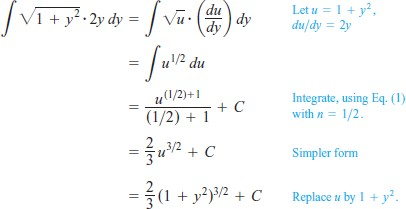 ∫ √(1 + y²) · 2y dy = ∫ √u · (du/dy) dy Let u = 1 + y²,
du/dy = 2y
= ∫ u^(1/2) du
= u^((1/2)+1) / ((1/2) + 1) + C Integrate, using Eq. (1)
with n = 1/2.
= 2/3 u^(3/2) + C Simpler form
= 2/3 (1 + y²)^(3/2) + C Replace u by 1 + y².